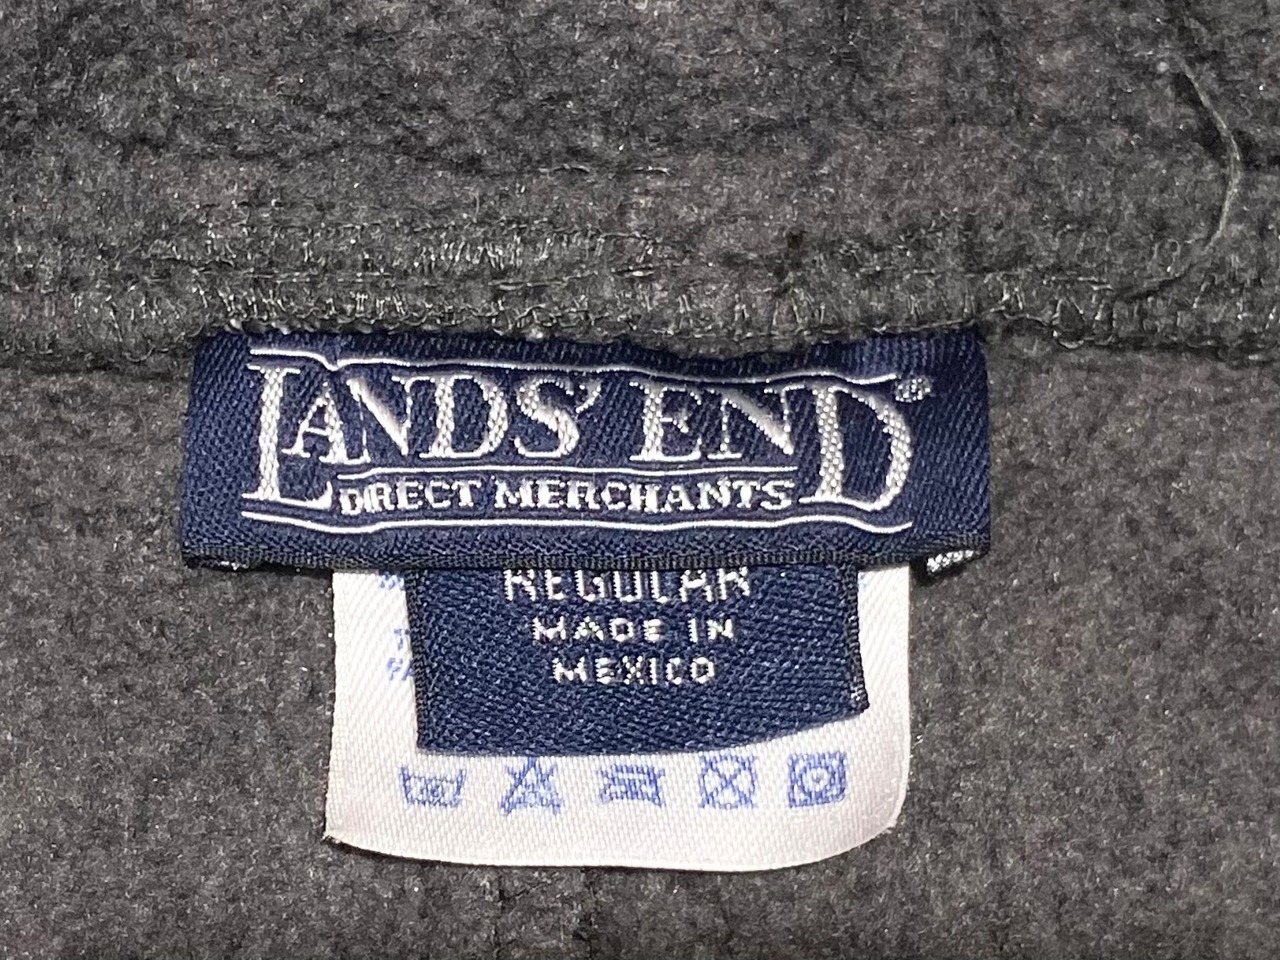 LANDS' END®
DIRECT MERCHANTS
REGULAR
MADE IN
MEXICO